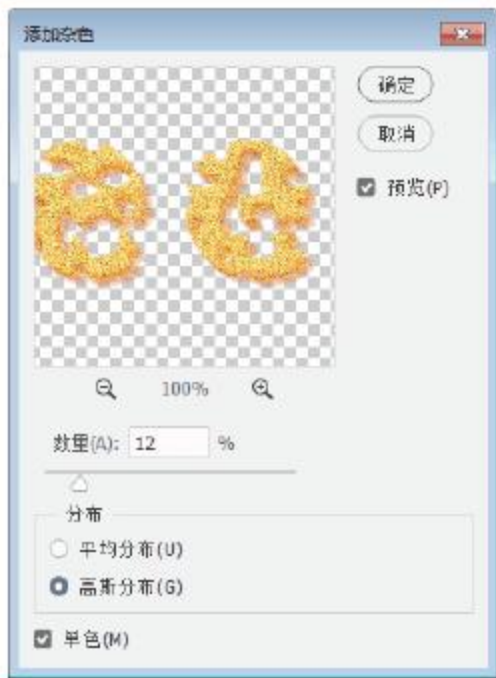 添加杂色
确定
取消
预览(P)
100%
数量(A): 12 %
分布
平均分布(U)
高斯分布(G)
单色(M)